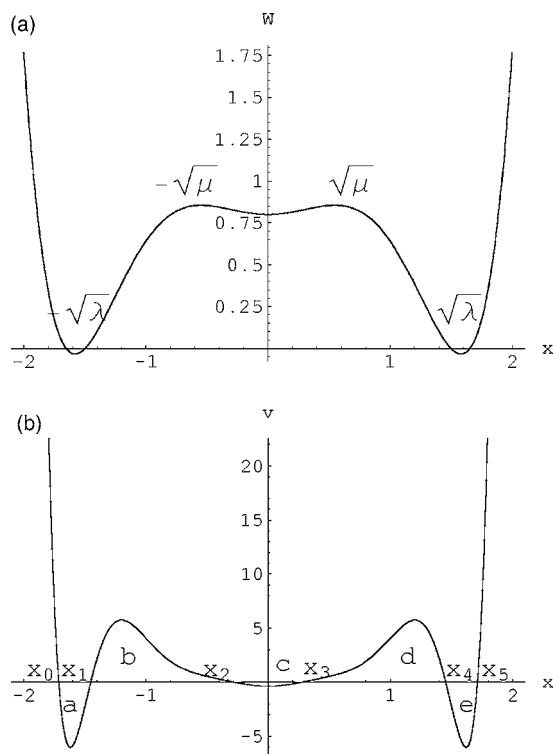 (a)
W
1.75
1.5
1.25
-√μ 1 √μ
0.75
0.5
-√λ 0.25 √λ
-2 -1 1 2 x
(b)
v
20
15
10
5
b d
x₀ x₁ x₂ c x₃ x₄ x₅
-2 -1 1 2 x
a e
-5